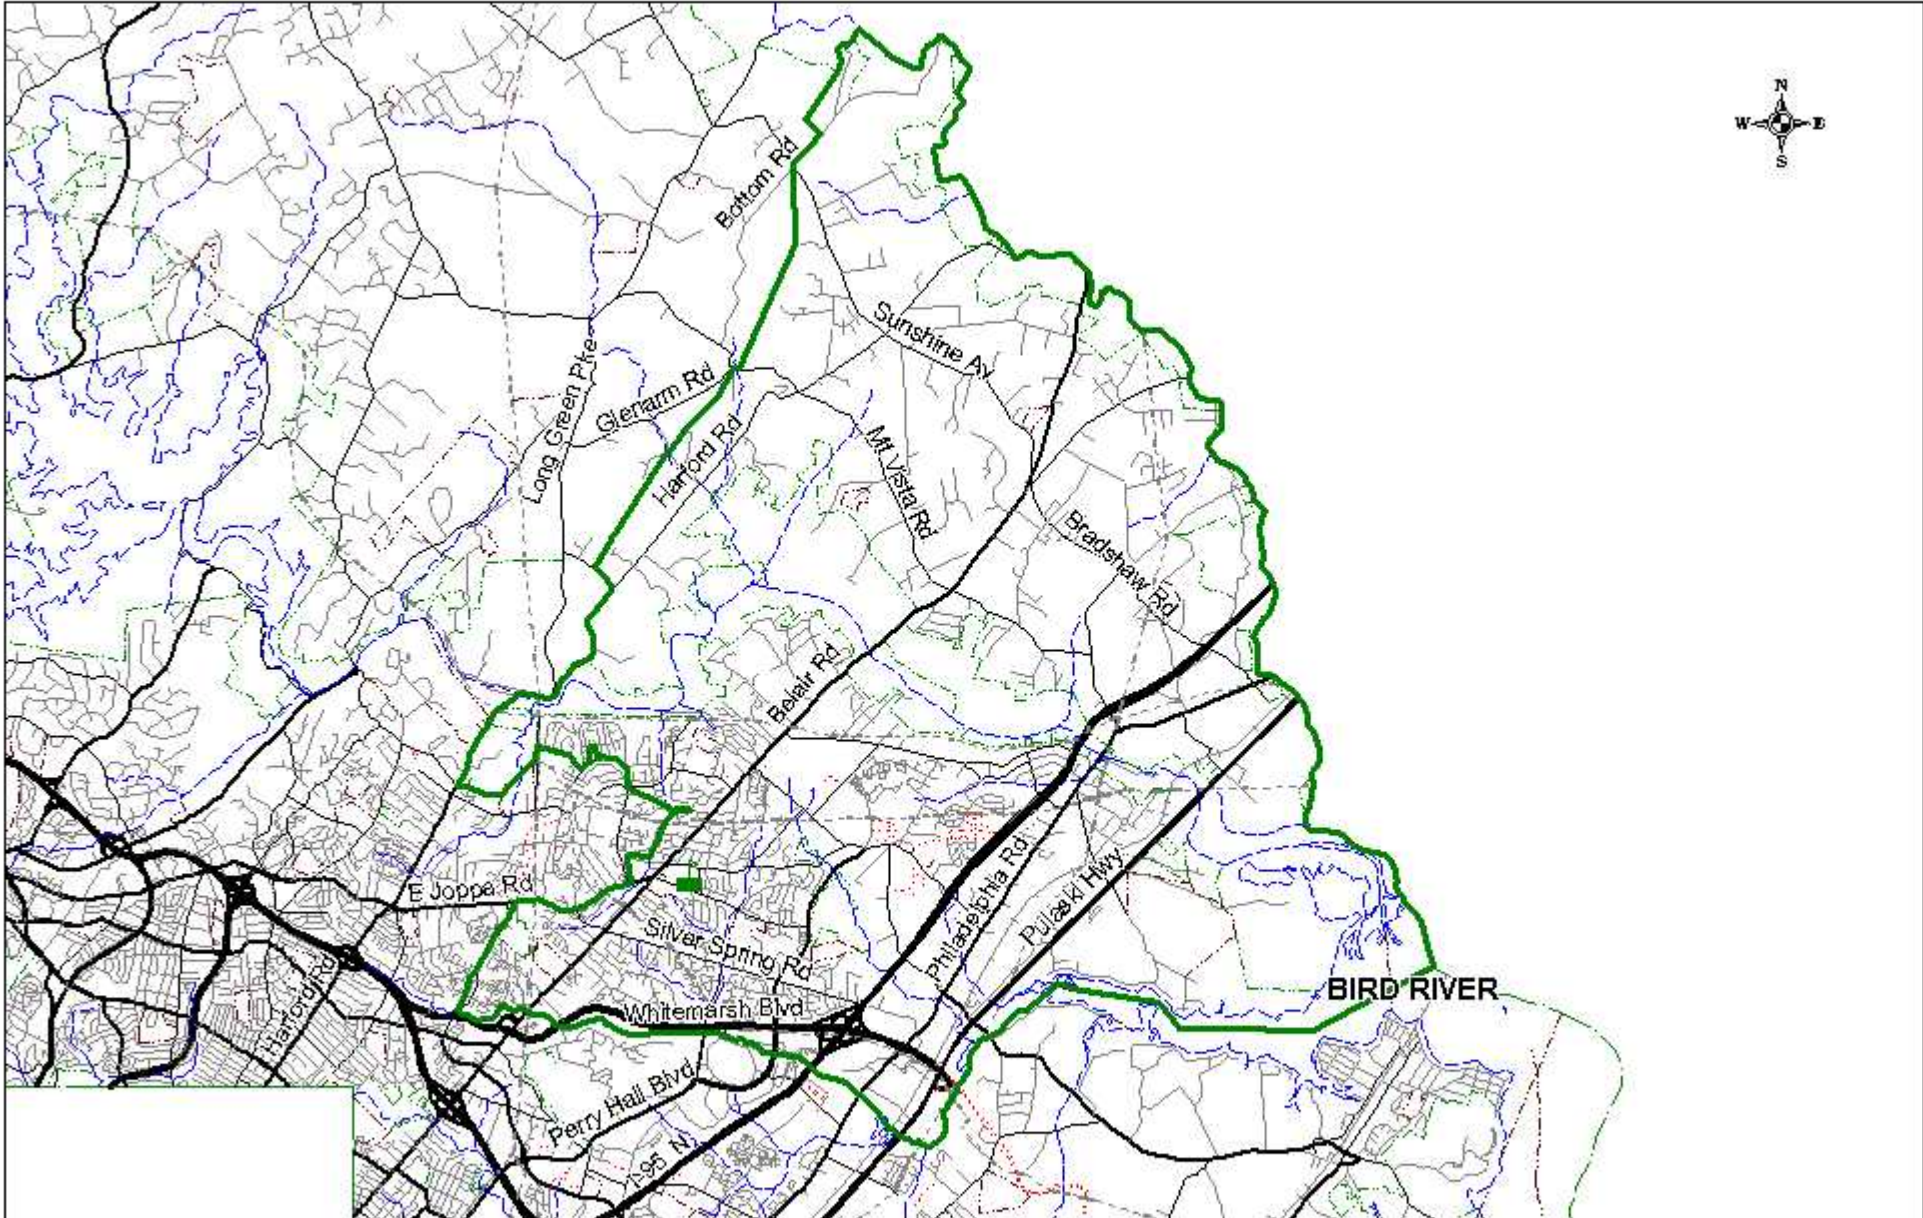 N
W E
S
Bottom Rd
Sunshine Av
Long Green Pke
Glenarm Rd
Harford Rd
Mt Vista Rd
Bradshaw Rd
Belair Rd
E Joppa Rd
Philadelphia Rd
Pulaski Hwy
Silver Spring Rd
Harford Rd
Whitemarsh Blvd
BIRD RIVER
Perry Hall Blvd
I 95 N